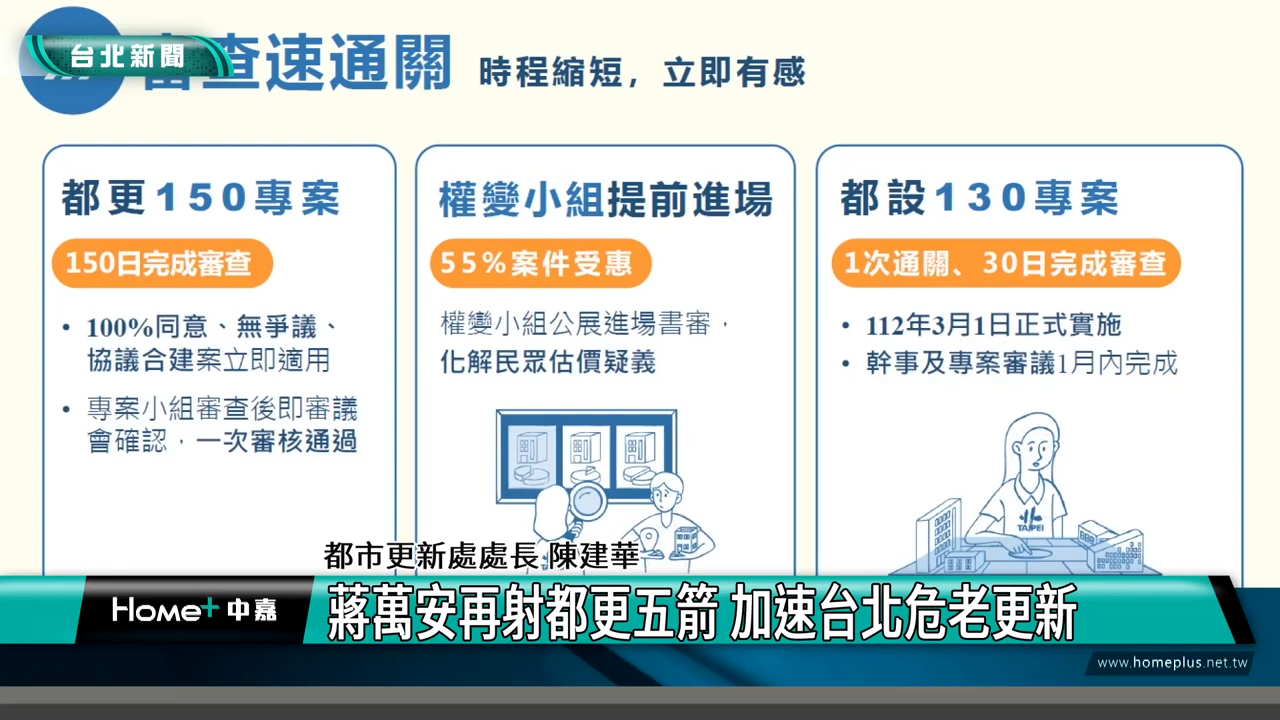 台北新聞
審查速通關 時程縮短，立即有感
都更150專案
150日完成審查
• 100%同意、無爭議、
協議合建案立即適用
• 專案小組審查後即審議
會確認，一次審核通過
權變小組提前進場
55%案件受惠
權變小組公展進場書審，
化解民眾估價疑義
都設130專案
1次通關、30日完成審查
• 112年3月1日正式實施
• 幹事及專案審議1月內完成
北
TAIPEI
都市更新處處長 陳建華
Home+中嘉
蔣萬安再射都更五箭 加速台北危老更新
www.homeplus.net.tw